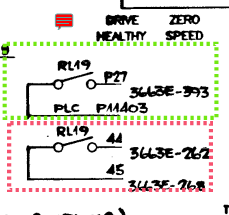 DRIVE HEALTHY
ZERO SPEED
RL19
P27
3663E-393
PLC P11403
RL19
44
3663E-262
45
3663E-268